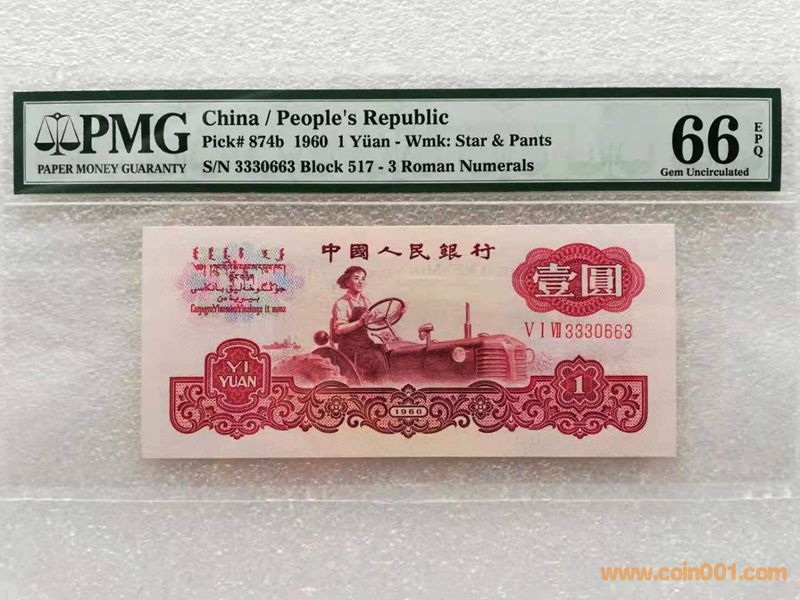 PMG
PAPER MONEY GUARANTY
China / People's Republic
Pick# 874b 1960 1 Yüan - Wmk: Star & Pants
S/N 3330663 Block 517 - 3 Roman Numerals
66 EPQ
Gem Uncirculated
中國人民銀行
壹圓
V I VII 3330663
YI
YUAN
1960
1
www.coin001.com